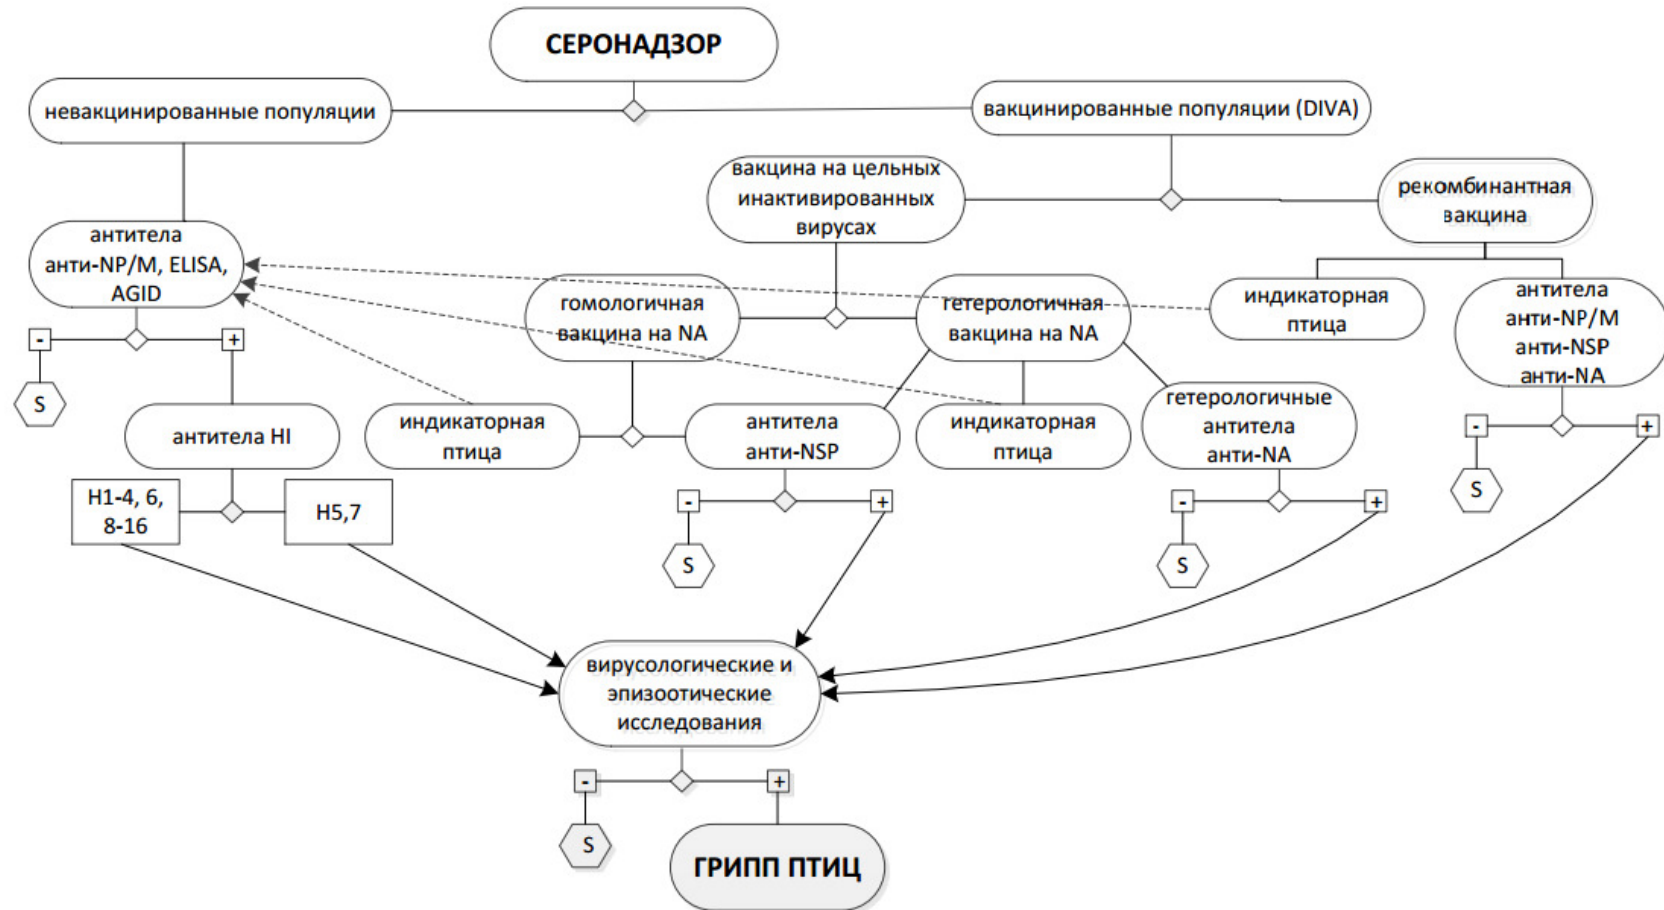 СЕРОНАДЗОР
невакцинированные популяции
вакцинированные популяции (DIVA)
вакцина на цельных
инактивированных
вирусах
рекомбинантная
вакцина
антитела
анти-NP/M, ELISA,
AGID
гомологичная
вакцина на NA
гетерологичная
вакцина на NA
индикаторная
птица
антитела
анти-NP/M
анти-NSP
анти-NA
-
+
S
антитела HI
индикаторная
птица
антитела
анти-NSP
индикаторная
птица
гетерологичные
антитела
анти-NA
-
+
S
H1-4, 6,
8-16
H5,7
-
+
S
-
+
S
вирусологические и
эпизоотические
исследования
-
+
S
ГРИПП ПТИЦ